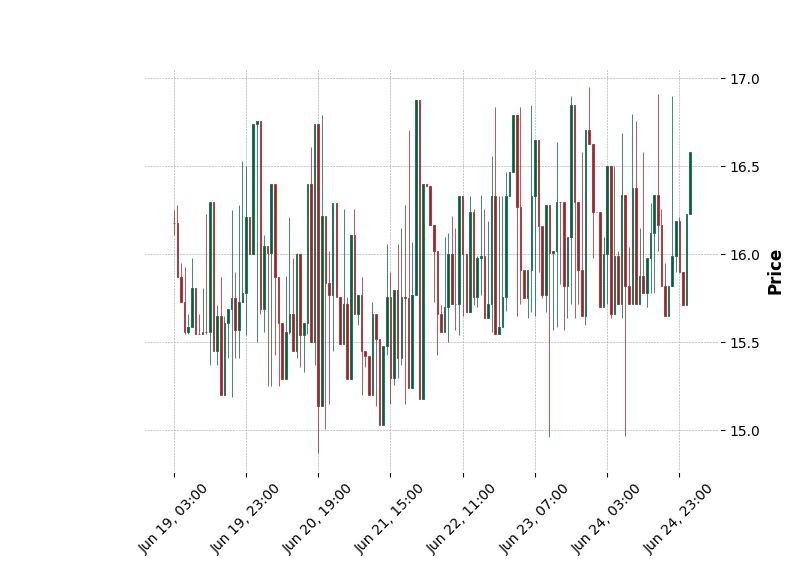 17.0
16.5
16.0
15.5
15.0
Price
Jun 19, 03:00
Jun 19, 23:00
Jun 20, 19:00
Jun 21, 15:00
Jun 22, 11:00
Jun 23, 07:00
Jun 24, 03:00
Jun 24, 23:00